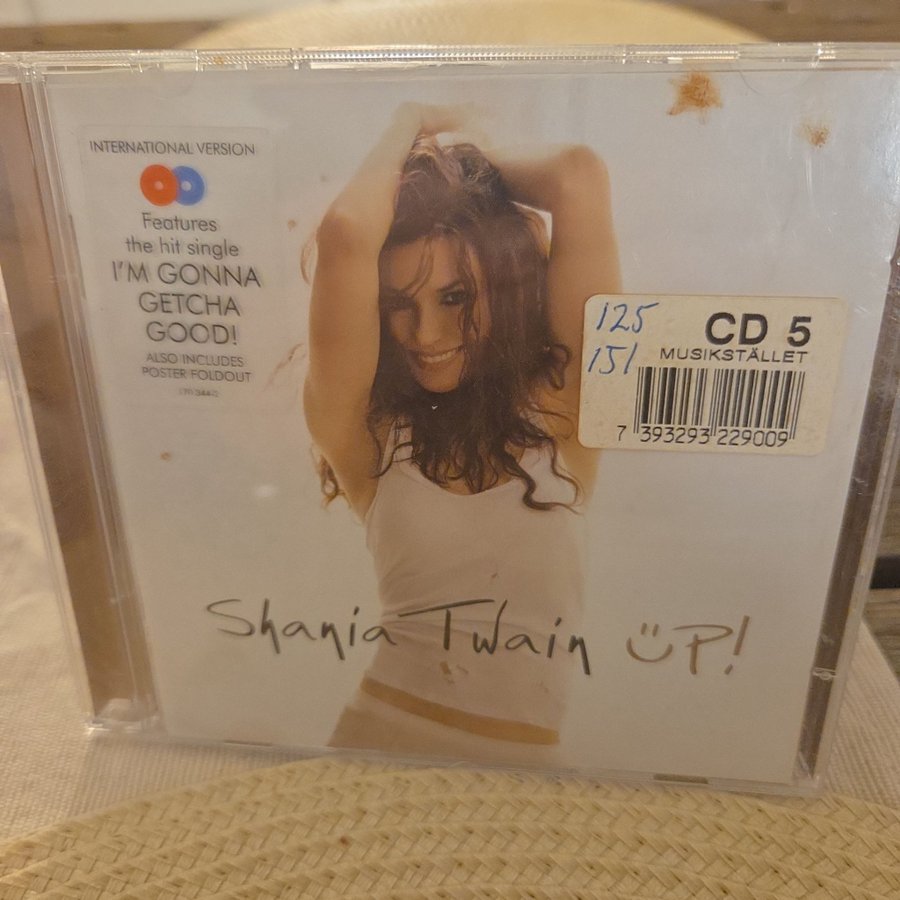 INTERNATIONAL VERSION
Features
the hit single
I'M GONNA
GETCHA
GOOD!
ALSO INCLUDES
POSTER FOLDOUT
125
151
CD 5
MUSIKSTÄLLET
7 393293 229009
Shania Twain ÜP!